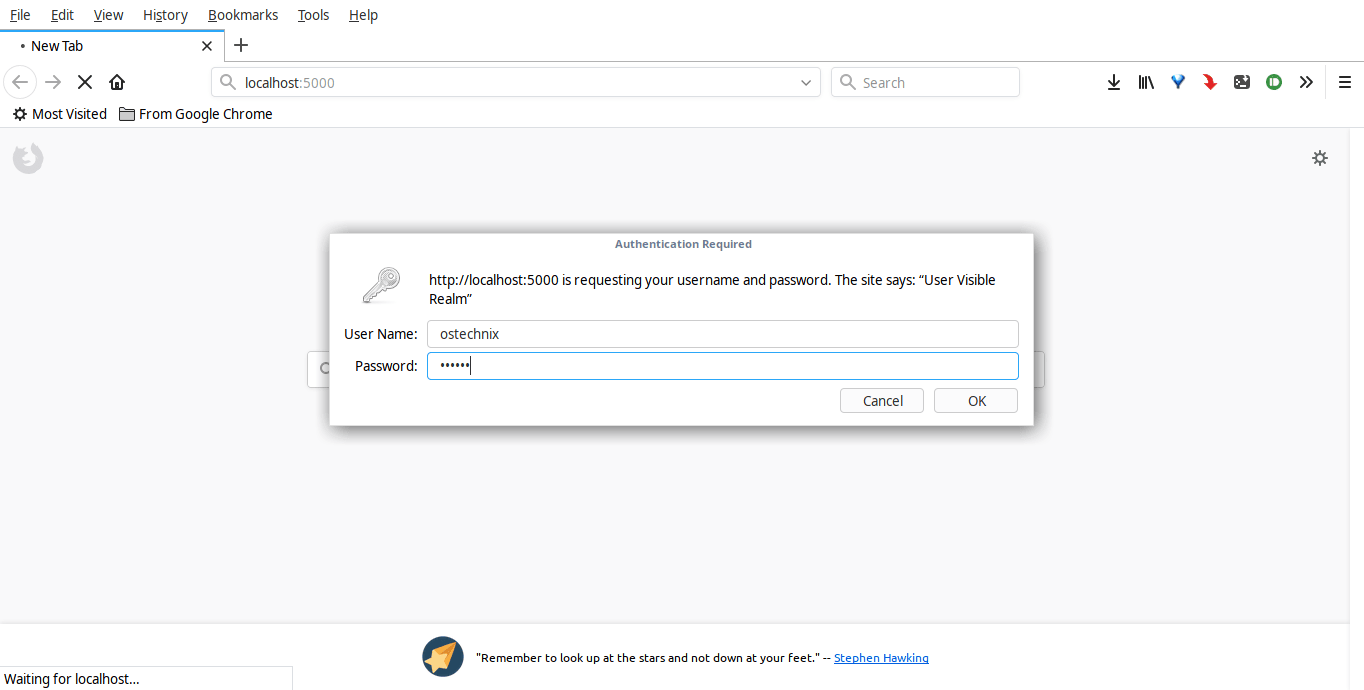 File Edit View History Bookmarks Tools Help
• New Tab
localhost:5000 Search
Most Visited From Google Chrome
Authentication Required
http://localhost:5000 is requesting your username and password. The site says: “User Visible
Realm”
User Name: ostechnix
Password: ••••••
Cancel OK
"Remember to look up at the stars and not down at your feet." -- Stephen Hawking
Waiting for localhost...